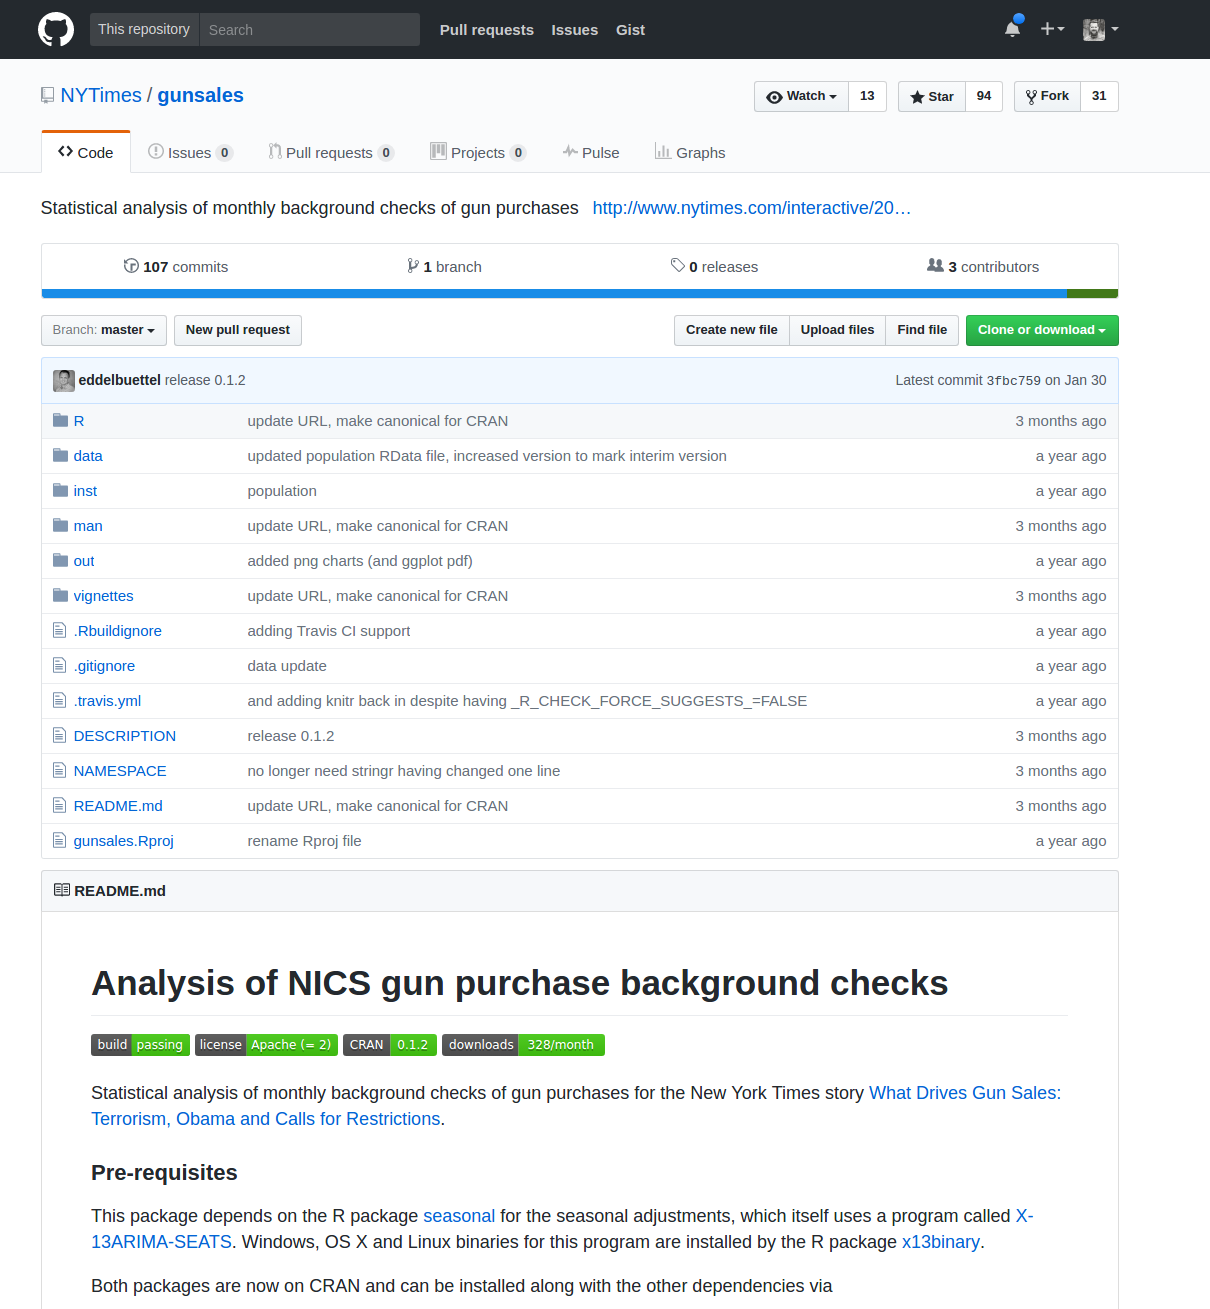 This repository Search Pull requests Issues Gist
NYTimes / gunsales Watch 13 Star 94 Fork 31
Code Issues 0 Pull requests 0 Projects 0 Pulse Graphs
Statistical analysis of monthly background checks of gun purchases http://www.nytimes.com/interactive/20…
107 commits 1 branch 0 releases 3 contributors
Branch: master New pull request Create new file Upload files Find file Clone or download
eddelbuettel release 0.1.2 Latest commit 3fbc759 on Jan 30
R update URL, make canonical for CRAN 3 months ago
data updated population RData file, increased version to mark interim version a year ago
inst population a year ago
man update URL, make canonical for CRAN 3 months ago
out added png charts (and ggplot pdf) a year ago
vignettes update URL, make canonical for CRAN 3 months ago
.Rbuildignore adding Travis CI support a year ago
.gitignore data update a year ago
.travis.yml and adding knitr back in despite having _R_CHECK_FORCE_SUGGESTS_=FALSE a year ago
DESCRIPTION release 0.1.2 3 months ago
NAMESPACE no longer need stringr having changed one line 3 months ago
README.md update URL, make canonical for CRAN 3 months ago
gunsales.Rproj rename Rproj file a year ago
README.md
Analysis of NICS gun purchase background checks
build passing license Apache (= 2) CRAN 0.1.2 downloads 328/month
Statistical analysis of monthly background checks of gun purchases for the New York Times story What Drives Gun Sales:
Terrorism, Obama and Calls for Restrictions.
Pre-requisites
This package depends on the R package seasonal for the seasonal adjustments, which itself uses a program called X-
13ARIMA-SEATS. Windows, OS X and Linux binaries for this program are installed by the R package x13binary.
Both packages are now on CRAN and can be installed along with the other dependencies via